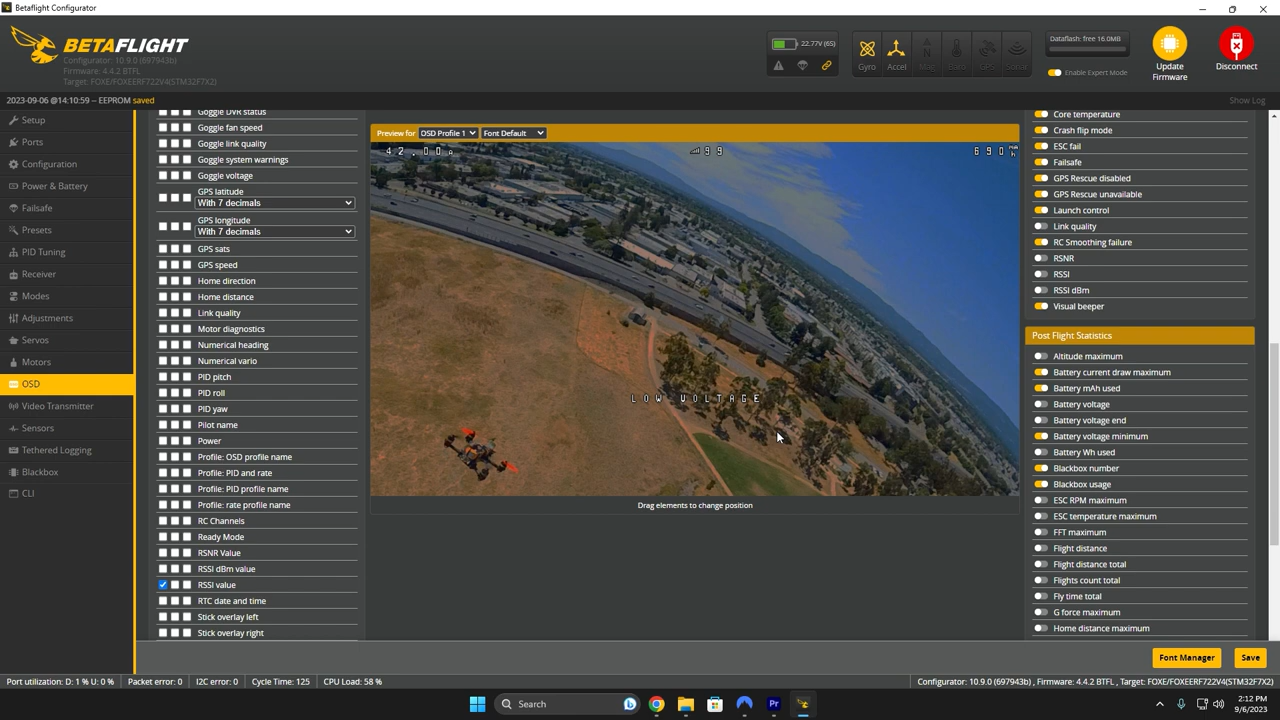 Betaflight Configurator
BETAFLIGHT
Configurator: 10.9.0 (697943b)
Firmware: 4.4.2 BTFL
Target: FOXE/FOXEERF722V4(STM32F7X2)
22.77V (6S)
Gyro
Accel
Mag
Baro
GPS
Sonar
Dataflash: free 16.0MB
Enable Expert Mode
Update
Firmware
Disconnect
2023-09-06 @14:10:59 -- EEPROM saved
Show Log
Setup
Ports
Configuration
Power & Battery
Failsafe
Presets
PID Tuning
Receiver
Modes
Adjustments
Servos
Motors
OSD
Video Transmitter
Sensors
Tethered Logging
Blackbox
CLI
Goggle DVR status
Goggle fan speed
Goggle link quality
Goggle system warnings
Goggle voltage
GPS latitude
With 7 decimals
GPS longitude
With 7 decimals
GPS sats
GPS speed
Home direction
Home distance
Link quality
Motor diagnostics
Numerical heading
Numerical vario
PID pitch
PID roll
PID yaw
Pilot name
Power
Profile: OSD profile name
Profile: PID and rate
Profile: PID profile name
Profile: rate profile name
RC Channels
Ready Mode
RSNR Value
RSSI dBm value
RSSI value
RTC date and time
Stick overlay left
Stick overlay right
Preview for OSD Profile 1 Font Default
42.00A
99
690
LOW VOLTAGE
Drag elements to change position
Core temperature
Crash flip mode
ESC fail
Failsafe
GPS Rescue disabled
GPS Rescue unavailable
Launch control
Link quality
RC Smoothing failure
RSNR
RSSI
RSSI dBm
Visual beeper
Post Flight Statistics
Altitude maximum
Battery current draw maximum
Battery mAh used
Battery voltage
Battery voltage end
Battery voltage minimum
Battery Wh used
Blackbox number
Blackbox usage
ESC RPM maximum
ESC temperature maximum
FFT maximum
Flight distance
Flight distance total
Flights count total
Fly time total
G force maximum
Home distance maximum
Font Manager
Save
Port utilization: D: 1 % U: 0 %
Packet error: 0
I2C error: 0
Cycle Time: 125
CPU Load: 58 %
Configurator: 10.9.0 (697943b) , Firmware: 4.4.2 BTFL , Target: FOXE/FOXEERF722V4(STM32F7X2)
Search
Pr
2:12 PM
9/6/2023